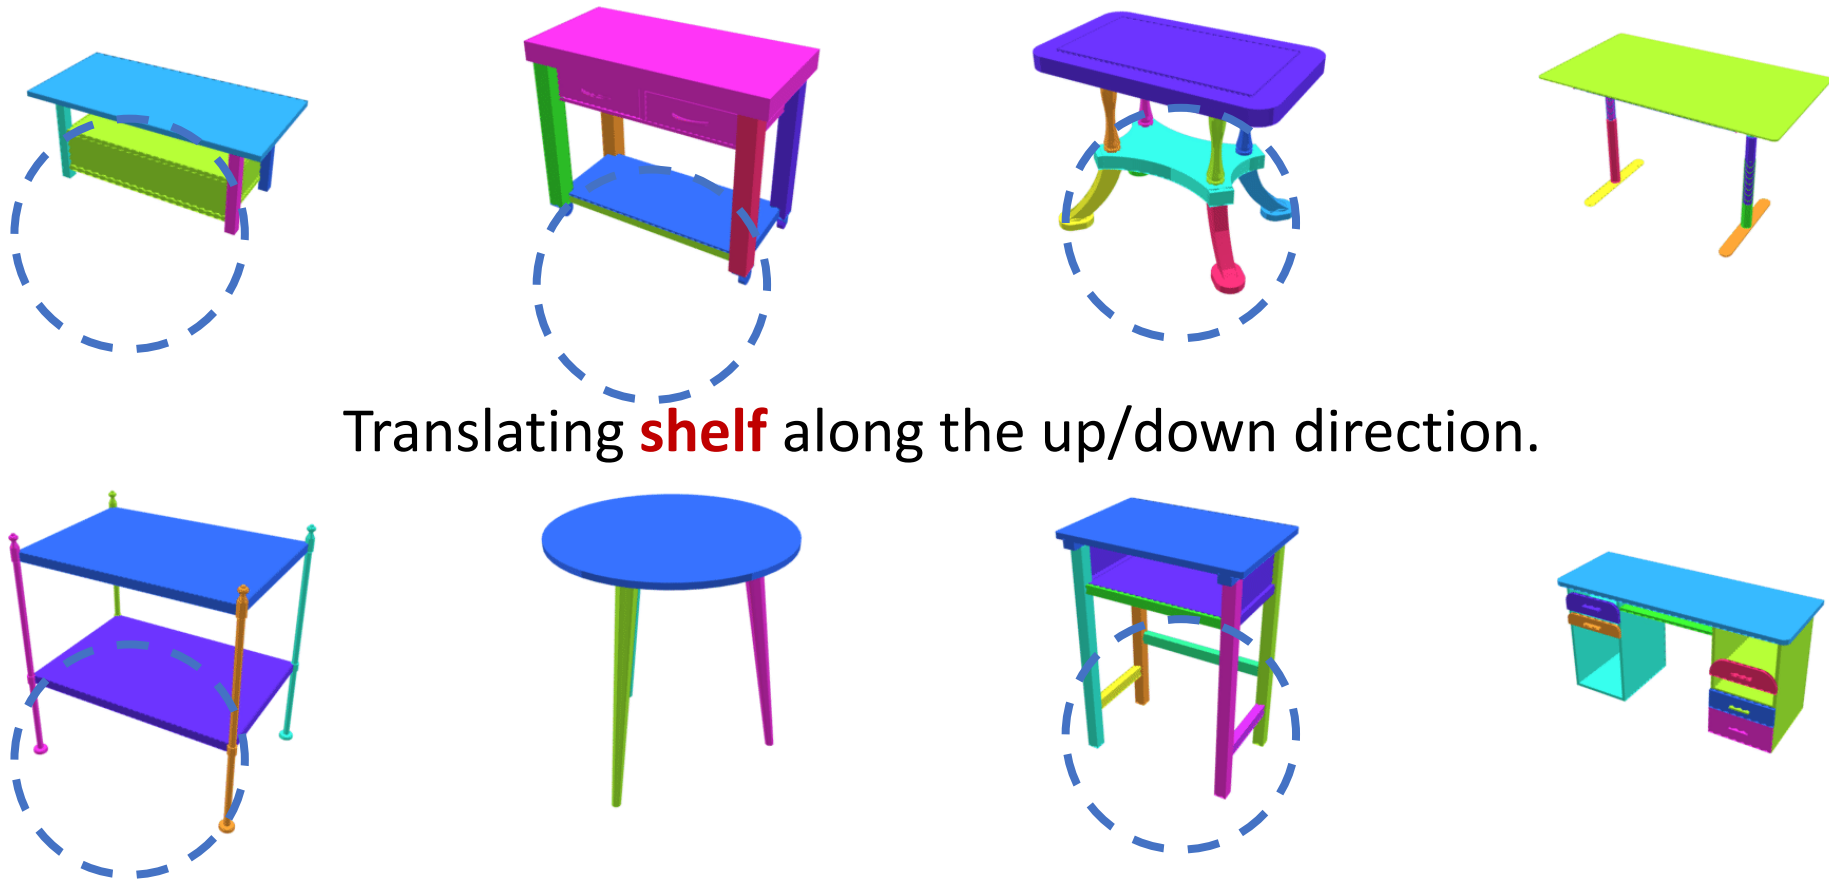 Translating shelf along the up/down direction.